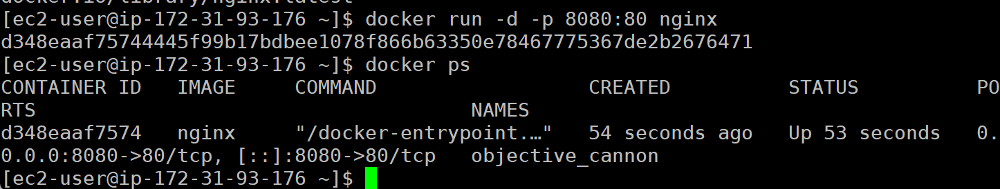 docker.io/library/nginx:latest
[ec2-user@ip-172-31-93-176 ~]$ docker run -d -p 8080:80 nginx
d348eaaf75744445f99b17bdbee1078f866b63350e78467775367de2b2676471
[ec2-user@ip-172-31-93-176 ~]$ docker ps
CONTAINER ID   IMAGE     COMMAND                  CREATED          STATUS          PO
RTS                                     NAMES
d348eaaf7574   nginx     "/docker-entrypoint.…"   54 seconds ago   Up 53 seconds   0.
0.0.0:8080->80/tcp, [::]:8080->80/tcp   objective_cannon
[ec2-user@ip-172-31-93-176 ~]$